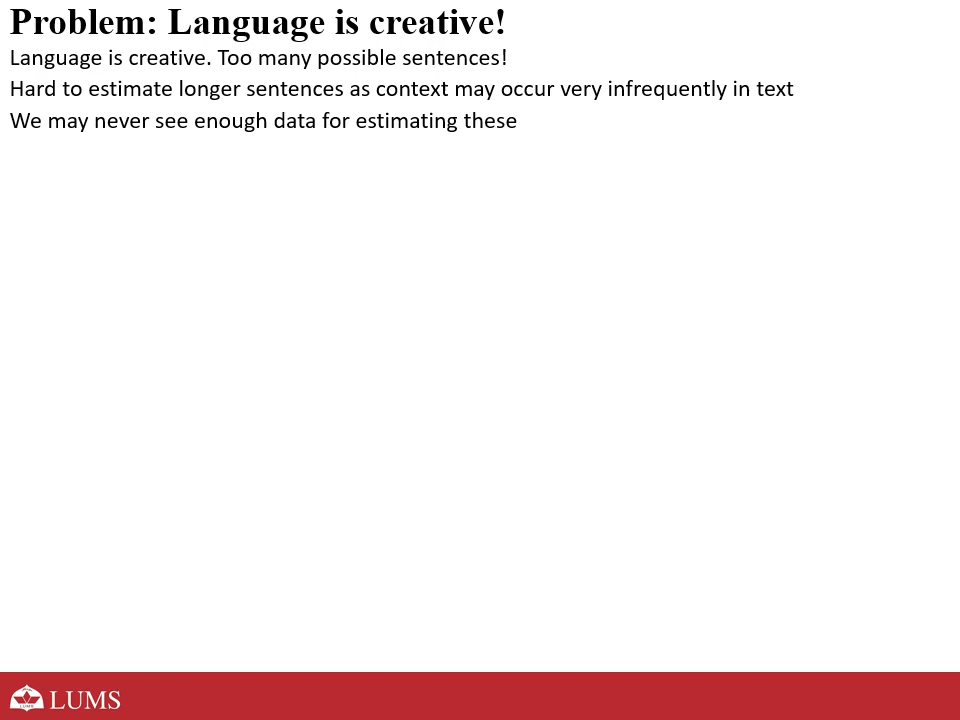 Problem: Language is creative!
Language is creative. Too many possible sentences!
Hard to estimate longer sentences as context may occur very infrequently in text
We may never see enough data for estimating these
LUMS